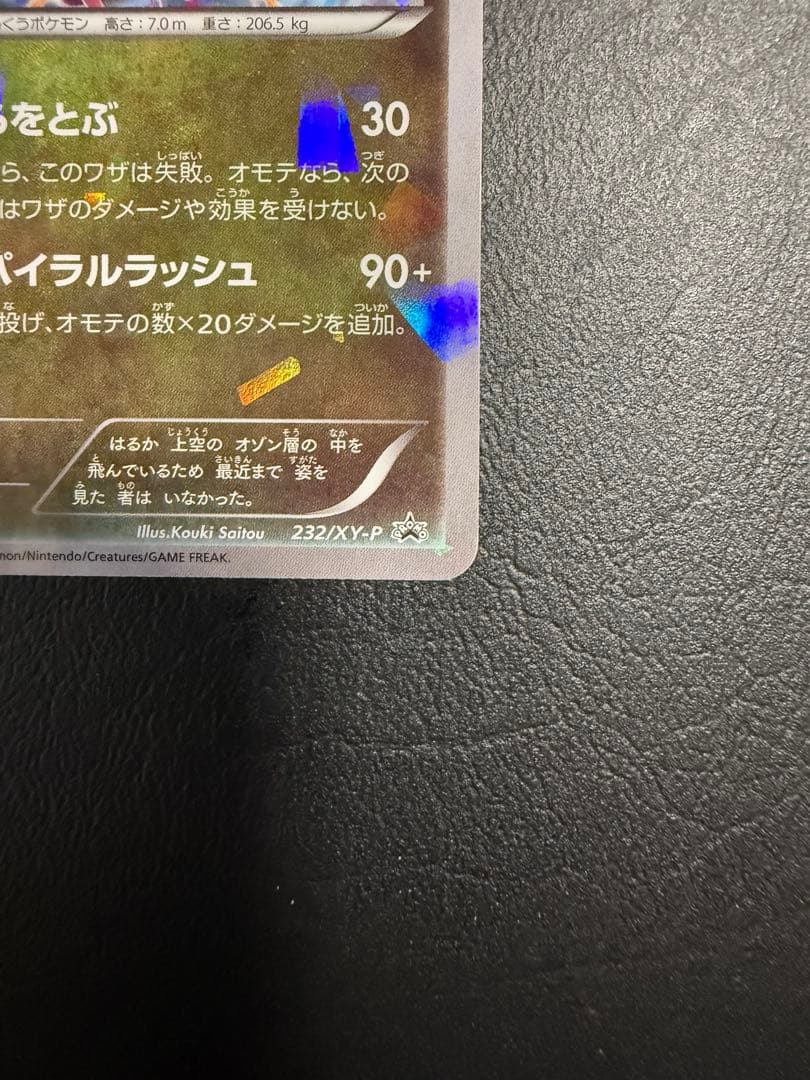 くうポケモン 高さ:7.0m 重さ:206.5 kg
をとぶ 30
ら、このワザは失敗。オモテなら、次の
はワザのダメージや効果を受けない。
パイラルラッシュ 90+
投げ、オモテの数×20ダメージを追加。
はるか 上空の オゾン層の 中を
飛んでいるため 最近まで 姿を
見た 者は いなかった。
Illus.Kouki Saitou 232/XY-P PROMO
mon/Nintendo/Creatures/GAME FREAK.